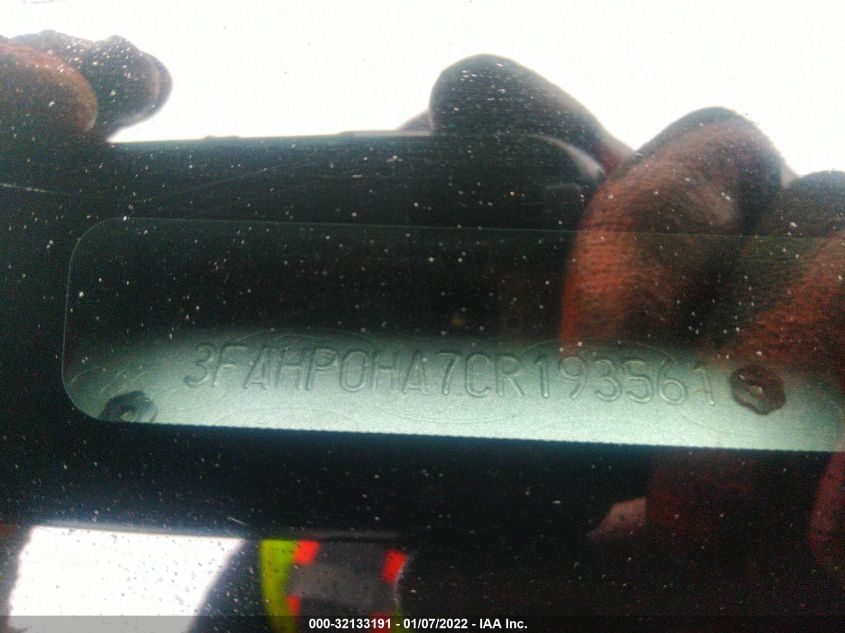 3FAHP0HA7CR193561
000-32133191 - 01/07/2022 - IAA Inc.